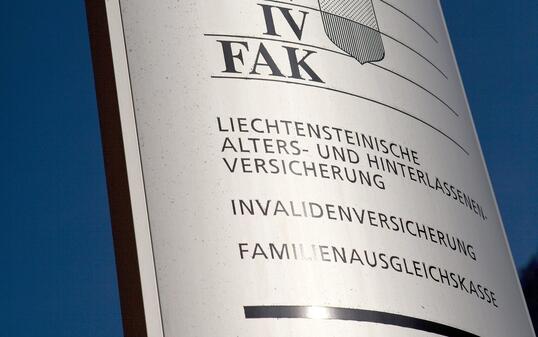 IV
FAK
LIECHTENSTEINISCHE
ALTERS- UND HINTERLASSENEN-
VERSICHERUNG
INVALIDENVERSICHERUNG
FAMILIENAUSGLEICHSKASSE